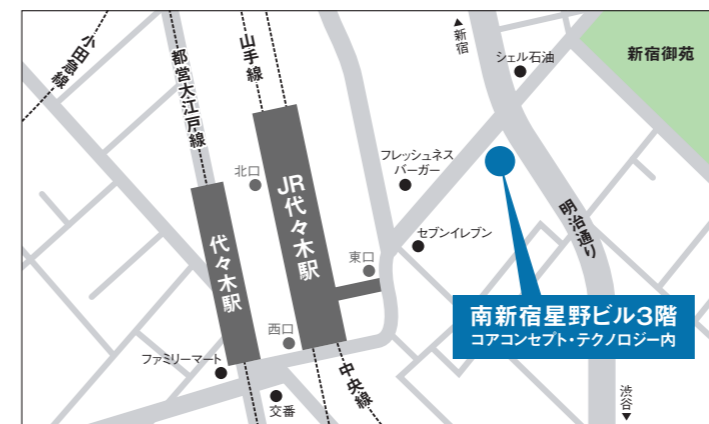 ▲新宿
シェル石油
新宿御苑
小田急線
都営大江戸線
山手線
北口
JR代々木駅
フレッシュネス
バーガー
セブンイレブン
明治通り
代々木駅
東口
南新宿星野ビル3階
コアコンセプト・テクノロジー内
西口
ファミリーマート
中央線
交番
渋谷▼